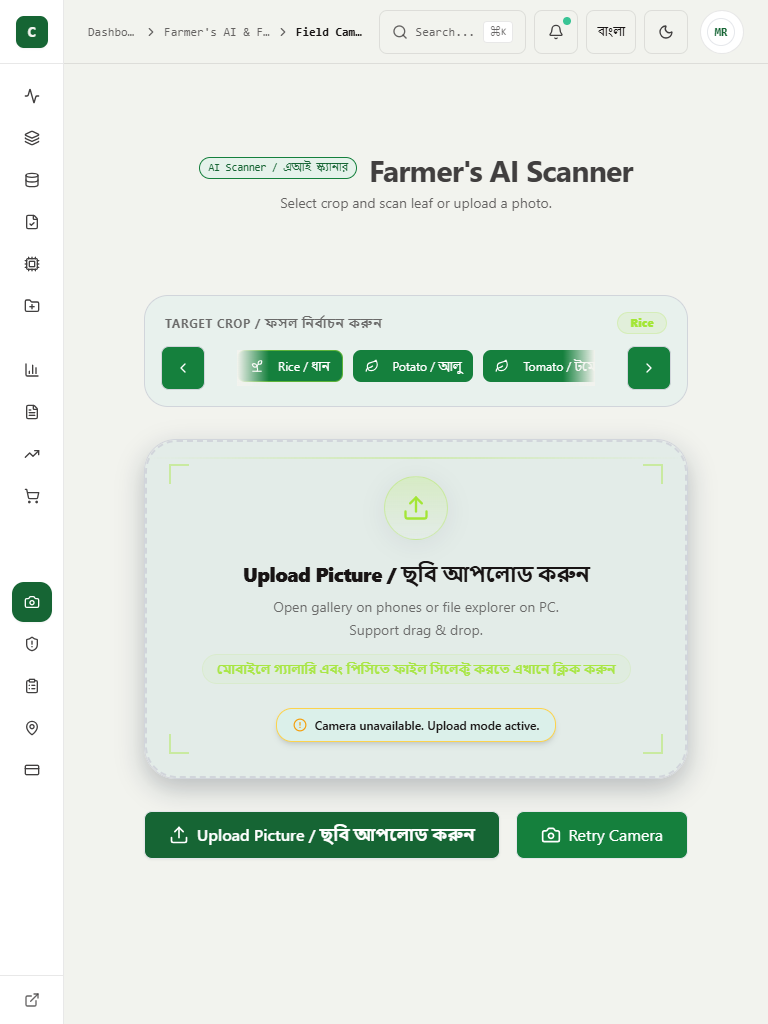 C
Dashbo…
Farmer's AI & F…
Field Cam…
Search...
⌘K
বাংলা
MR
AI Scanner / এআই স্ক্যানার
Farmer's AI Scanner
Select crop and scan leaf or upload a photo.
TARGET CROP / ফসল নির্বাচন করুন
Rice
Rice / ধান
Potato / আলু
Tomato / টমে
Upload Picture / ছবি আপলোড করুন
Open gallery on phones or file explorer on PC.
Support drag & drop.
মোবাইলে গ্যালারি এবং পিসিতে ফাইল সিলেক্ট করতে এখানে ক্লিক করুন
Camera unavailable. Upload mode active.
Upload Picture / ছবি আপলোড করুন
Retry Camera